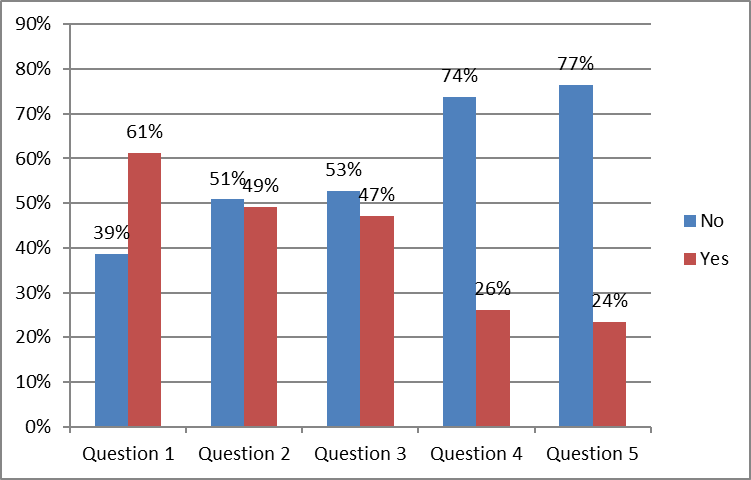 90%
80%
70%
60%
50%
40%
30%
20%
10%
0%
39%
61%
51%
49%
53%
47%
74%
26%
77%
24%
Question 1
Question 2
Question 3
Question 4
Question 5
No
Yes